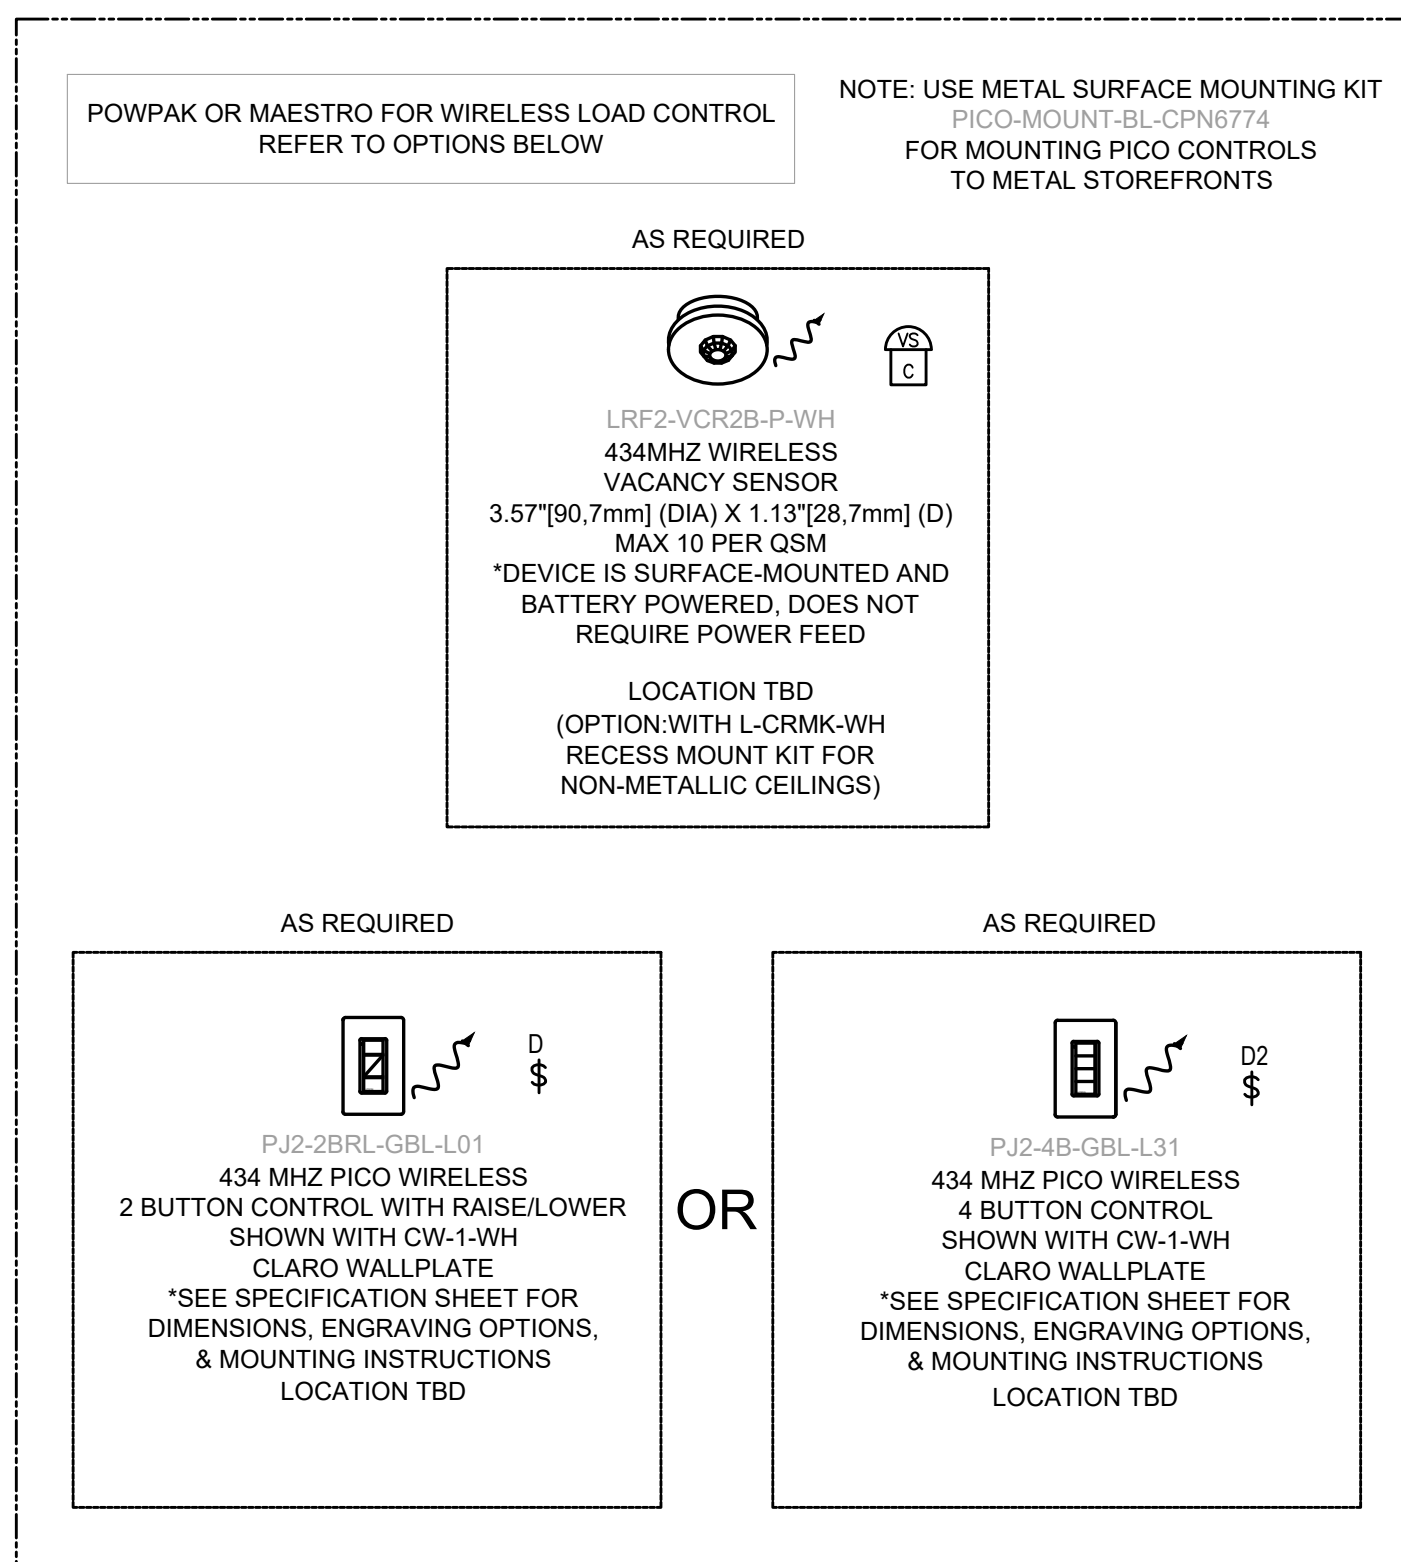 POWPAK OR MAESTRO FOR WIRELESS LOAD CONTROL
REFER TO OPTIONS BELOW
NOTE: USE METAL SURFACE MOUNTING KIT
PICO-MOUNT-BL-CPN6774
FOR MOUNTING PICO CONTROLS
TO METAL STOREFRONTS
AS REQUIRED
VS
C
LRF2-VCR2B-P-WH
434MHZ WIRELESS
VACANCY SENSOR
3.57"[90,7mm] (DIA) X 1.13"[28,7mm] (D)
MAX 10 PER QSM
*DEVICE IS SURFACE-MOUNTED AND
BATTERY POWERED, DOES NOT
REQUIRE POWER FEED
LOCATION TBD
(OPTION:WITH L-CRMK-WH
RECESS MOUNT KIT FOR
NON-METALLIC CEILINGS)
AS REQUIRED
D
$
PJ2-2BRL-GBL-L01
434 MHZ PICO WIRELESS
2 BUTTON CONTROL WITH RAISE/LOWER
SHOWN WITH CW-1-WH
CLARO WALLPLATE
*SEE SPECIFICATION SHEET FOR
DIMENSIONS, ENGRAVING OPTIONS,
& MOUNTING INSTRUCTIONS
LOCATION TBD
OR
AS REQUIRED
D2
$
PJ2-4B-GBL-L31
434 MHZ PICO WIRELESS
4 BUTTON CONTROL
SHOWN WITH CW-1-WH
CLARO WALLPLATE
*SEE SPECIFICATION SHEET FOR
DIMENSIONS, ENGRAVING OPTIONS,
& MOUNTING INSTRUCTIONS
LOCATION TBD